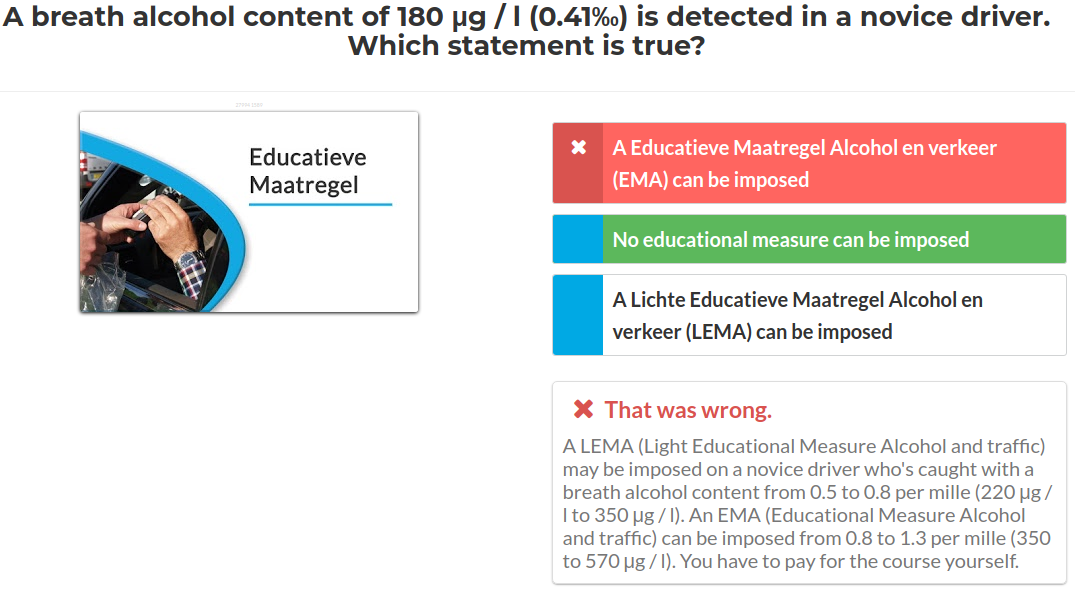 A breath alcohol content of 180 µg / l (0.41‰) is detected in a novice driver.
Which statement is true?
Educatieve
Maatregel
A Educatieve Maatregel Alcohol en verkeer
(EMA) can be imposed
No educational measure can be imposed
A Lichte Educatieve Maatregel Alcohol en
verkeer (LEMA) can be imposed
That was wrong.
A LEMA (Light Educational Measure Alcohol and traffic)
may be imposed on a novice driver who's caught with a
breath alcohol content from 0.5 to 0.8 per mille (220 µg /
l to 350 µg / l). An EMA (Educational Measure Alcohol
and traffic) can be imposed from 0.8 to 1.3 per mille (350
to 570 µg / l). You have to pay for the course yourself.